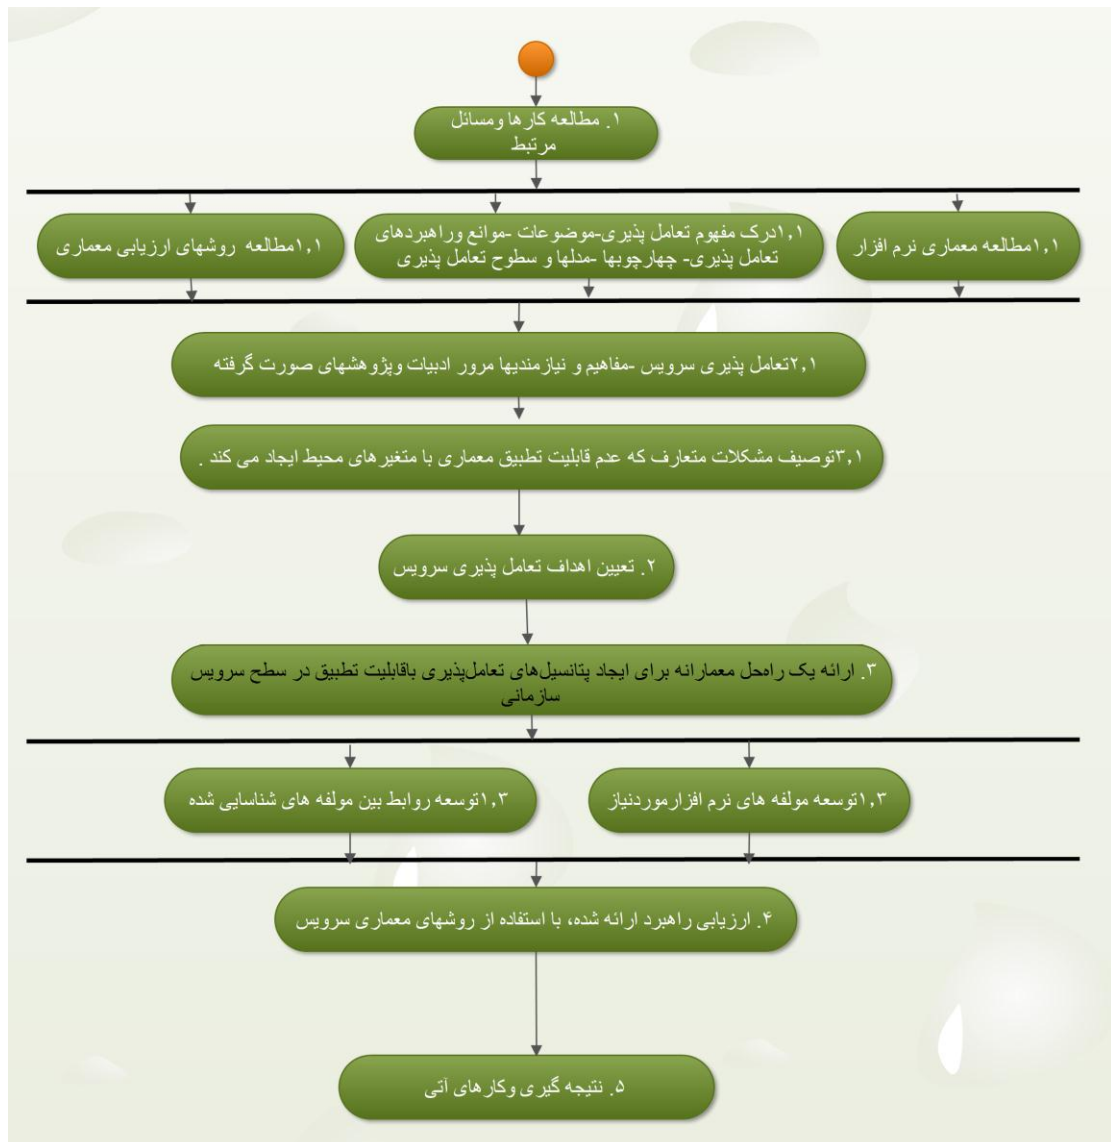 ۱. مطالعه کارها ومسائل
مرتبط
۱,۱مطالعه معماری نرم افزار
۱,۱درک مفهوم تعامل پذیری-موضوعات -موانع وراهبردهای
تعامل پذیری- چهارچوبها -مدلها و سطوح تعامل پذیری
۱,۱مطالعه روشهای ارزیابی معماری
۲,۱تعامل پذیری سرویس -مفاهیم و نیازمندیها مرور ادبیات وپژوهشهای صورت گرفته
۳,۱توصیف مشکلات متعارف که عدم قابلیت تطبیق معماری با متغیرهای محیط ایجاد می کند .
۲. تعیین اهداف تعامل پذیری سرویس
۳. ارائه یک راه‌حل معمارانه برای ایجاد پتانسیل‌های تعامل‌پذیری باقابلیت تطبیق در سطح سرویس
سازمانی
۱,۳توسعه مولفه های نرم افزارموردنیاز
۱,۳توسعه روابط بین مولفه های شناسایی شده
۴. ارزیابی راهبرد ارائه شده، با استفاده از روشهای معماری سرویس
۵. نتیجه گیری وکارهای آتی